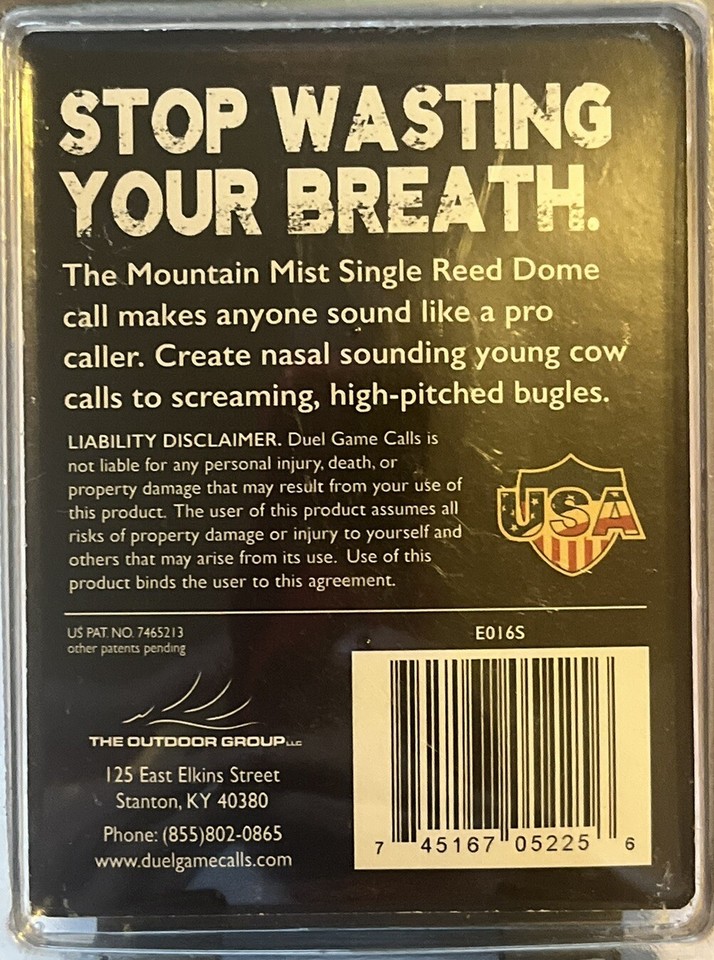 STOP WASTING
YOUR BREATH.
The Mountain Mist Single Reed Dome
call makes anyone sound like a pro
caller. Create nasal sounding young cow
calls to screaming, high-pitched bugles.
LIABILITY DISCLAIMER. Duel Game Calls is
not liable for any personal injury, death, or
property damage that may result from your use of
this product. The user of this product assumes all
risks of property damage or injury to yourself and
others that may arise from its use. Use of this
product binds the user to this agreement.
USA
US PAT. NO. 7465213
other patents pending
E016S
THE OUTDOOR GROUP LLC
125 East Elkins Street
Stanton, KY 40380
Phone: (855)802-0865
www.duelgamecalls.com
7 45167 05225 6